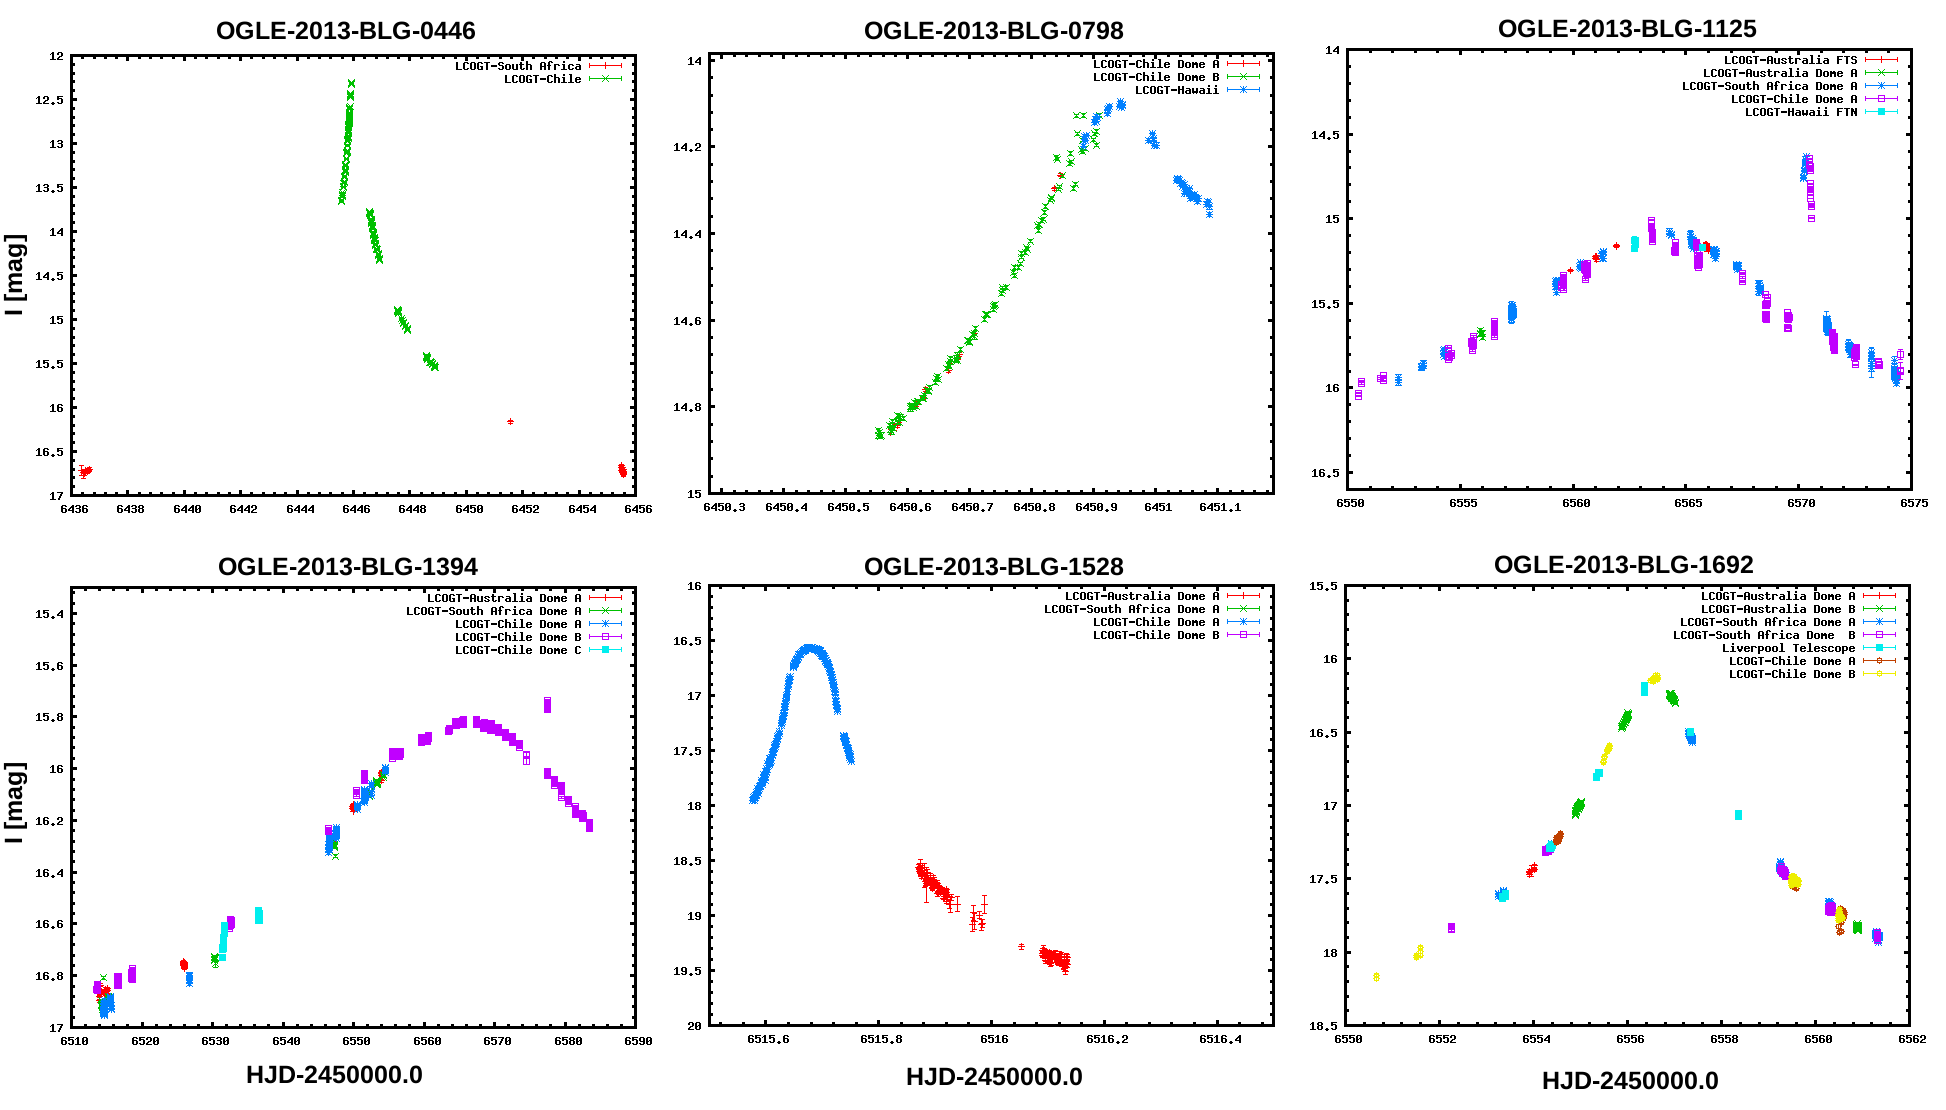 OGLE-2013-BLG-0446
12
12.5
13
13.5
14
14.5
15
15.5
16
16.5
17
LCOGT-South Africa
LCOGT-Chile
6436 6438 6440 6442 6444 6446 6448 6450 6452 6454 6456
I [mag]
OGLE-2013-BLG-0798
14
14.2
14.4
14.6
14.8
15
LCOGT-Chile Dome A
LCOGT-Chile Dome B
LCOGT-Hawaii
6450.3 6450.4 6450.5 6450.6 6450.7 6450.8 6450.9 6451 6451.1
OGLE-2013-BLG-1125
14
14.5
15
15.5
16
16.5
LCOGT-Australia FTS
LCOGT-Australia Dome A
LCOGT-South Africa Dome A
LCOGT-Chile Dome A
LCOGT-Hawaii FTN
6550 6555 6560 6565 6570 6575
OGLE-2013-BLG-1394
15.4
15.6
15.8
16
16.2
16.4
16.6
16.8
17
LCOGT-Australia Dome A
LCOGT-South Africa Dome A
LCOGT-Chile Dome A
LCOGT-Chile Dome B
LCOGT-Chile Dome C
6510 6520 6530 6540 6550 6560 6570 6580 6590
I [mag]
HJD-2450000.0
OGLE-2013-BLG-1528
16
16.5
17
17.5
18
18.5
19
19.5
20
LCOGT-Australia Dome A
LCOGT-South Africa Dome A
LCOGT-Chile Dome A
LCOGT-Chile Dome B
6515.6 6515.8 6516 6516.2 6516.4
HJD-2450000.0
OGLE-2013-BLG-1692
15.5
16
16.5
17
17.5
18
18.5
LCOGT-Australia Dome A
LCOGT-Australia Dome B
LCOGT-South Africa Dome A
LCOGT-South Africa Dome B
Liverpool Telescope
LCOGT-Chile Dome A
LCOGT-Chile Dome B
6550 6552 6554 6556 6558 6560 6562
HJD-2450000.0